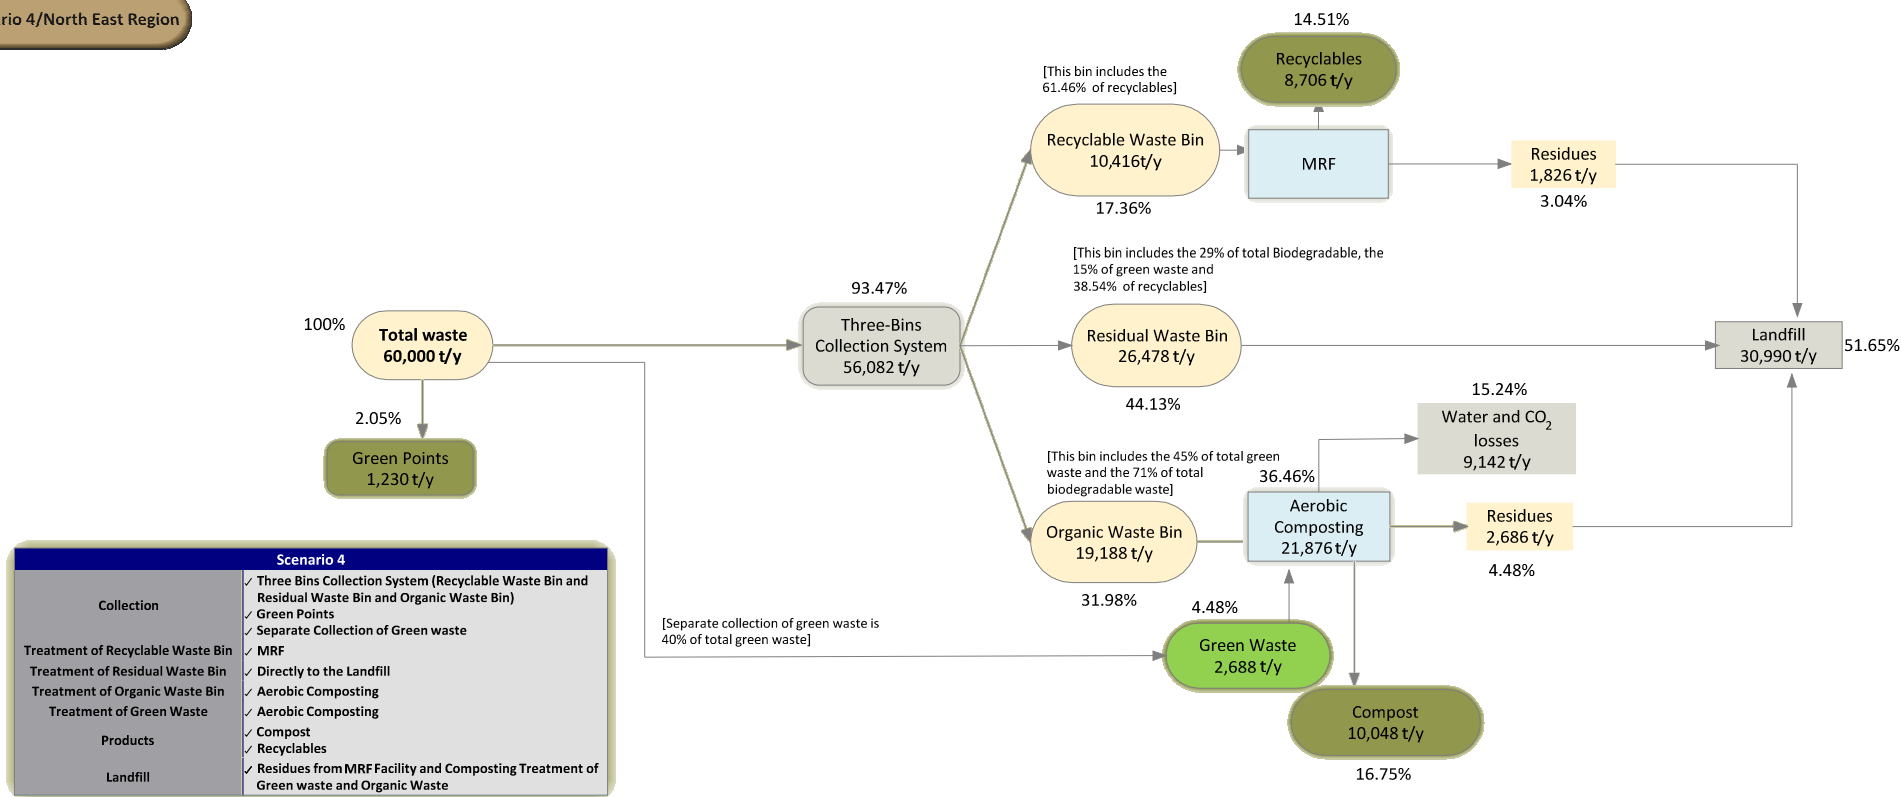 rio 4/North East Region
14.51%
Recyclables
8,706 t/y
[This bin includes the
61.46% of recyclables]
Recyclable Waste Bin
10,416t/y
17.36%
MRF
Residues
1,826 t/y
3.04%
[This bin includes the 29% of total Biodegradable, the
15% of green waste and
38.54% of recyclables]
93.47%
Three-Bins
Collection System
56,082 t/y
100%
Total waste
60,000 t/y
Residual Waste Bin
26,478 t/y
44.13%
Landfill
30,990 t/y
51.65%
2.05%
Green Points
1,230 t/y
15.24%
Water and CO2
losses
9,142 t/y
[This bin includes the 45% of total green
waste and the 71% of total
biodegradable waste]
36.46%
Organic Waste Bin
19,188 t/y
31.98%
Aerobic
Composting
21,876 t/y
Residues
2,686 t/y
4.48%
[Separate collection of green waste is
40% of total green waste]
4.48%
Green Waste
2,688 t/y
Compost
10,048 t/y
16.75%
Scenario 4
Collection
✓ Three Bins Collection System (Recyclable Waste Bin and
Residual Waste Bin and Organic Waste Bin)
✓ Green Points
✓ Separate Collection of Green waste
Treatment of Recyclable Waste Bin ✓ MRF
Treatment of Residual Waste Bin ✓ Directly to the Landfill
Treatment of Organic Waste Bin ✓ Aerobic Composting
Treatment of Green Waste ✓ Aerobic Composting
Products
✓ Compost
✓ Recyclables
Landfill
✓ Residues from MRF Facility and Composting Treatment of
Green waste and Organic Waste